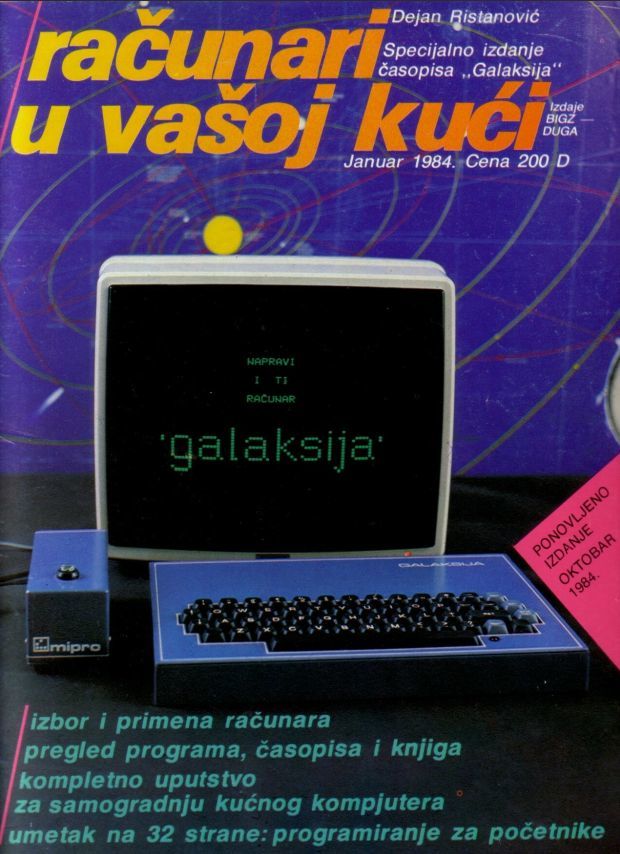 računari
u vašoj kući
Dejan Ristanović
Specijalno izdanje
časopisa ,,Galaksija"
Izdaje
BIGZ —
DUGA
Januar 1984. Cena 200 D
NAPRAVI
I TI
RAČUNAR
'galaksija'
PONOVLJENO
IZDANJE
OKTOBAR
1984.
GALAKSIJA
mipro
izbor i primena računara
pregled programa, časopisa i knjiga
kompletno uputstvo
za samogradnju kućnog kompjutera
umetak na 32 strane: programiranje za početnike